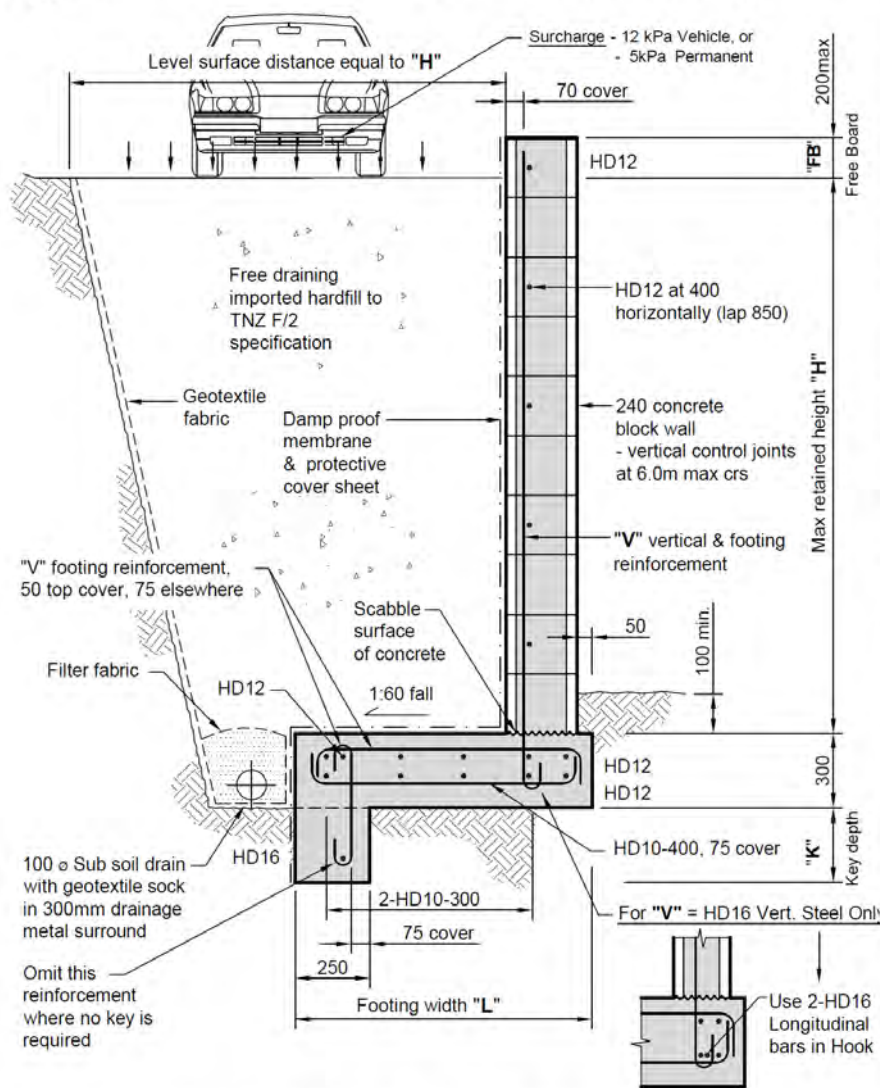 Surcharge - 12 kPa Vehicle, or
- 5kPa Permanent
Level surface distance equal to "H"
70 cover
200max
"FB"
Free Board
HD12
Free draining
imported hardfill to
TNZ F/2
specification
HD12 at 400
horizontally (lap 850)
Max retained height "H"
Geotextile
fabric
Damp proof
membrane
& protective
cover sheet
240 concrete
block wall
- vertical control joints
at 6.0m max crs
"V" vertical & footing
reinforcement
"V" footing reinforcement,
50 top cover, 75 elsewhere
Scabble
surface
of concrete
50
100 min.
Filter fabric
HD12
1:60 fall
HD12
HD12
300
HD16
HD10-400, 75 cover
"K"
Key depth
100 ø Sub soil drain
with geotextile sock
in 300mm drainage
metal surround
2-HD10-300
For "V" = HD16 Vert. Steel Only
75 cover
250
Omit this
reinforcement
where no key is
required
Footing width "L"
Use 2-HD16
Longitudinal
bars in Hook